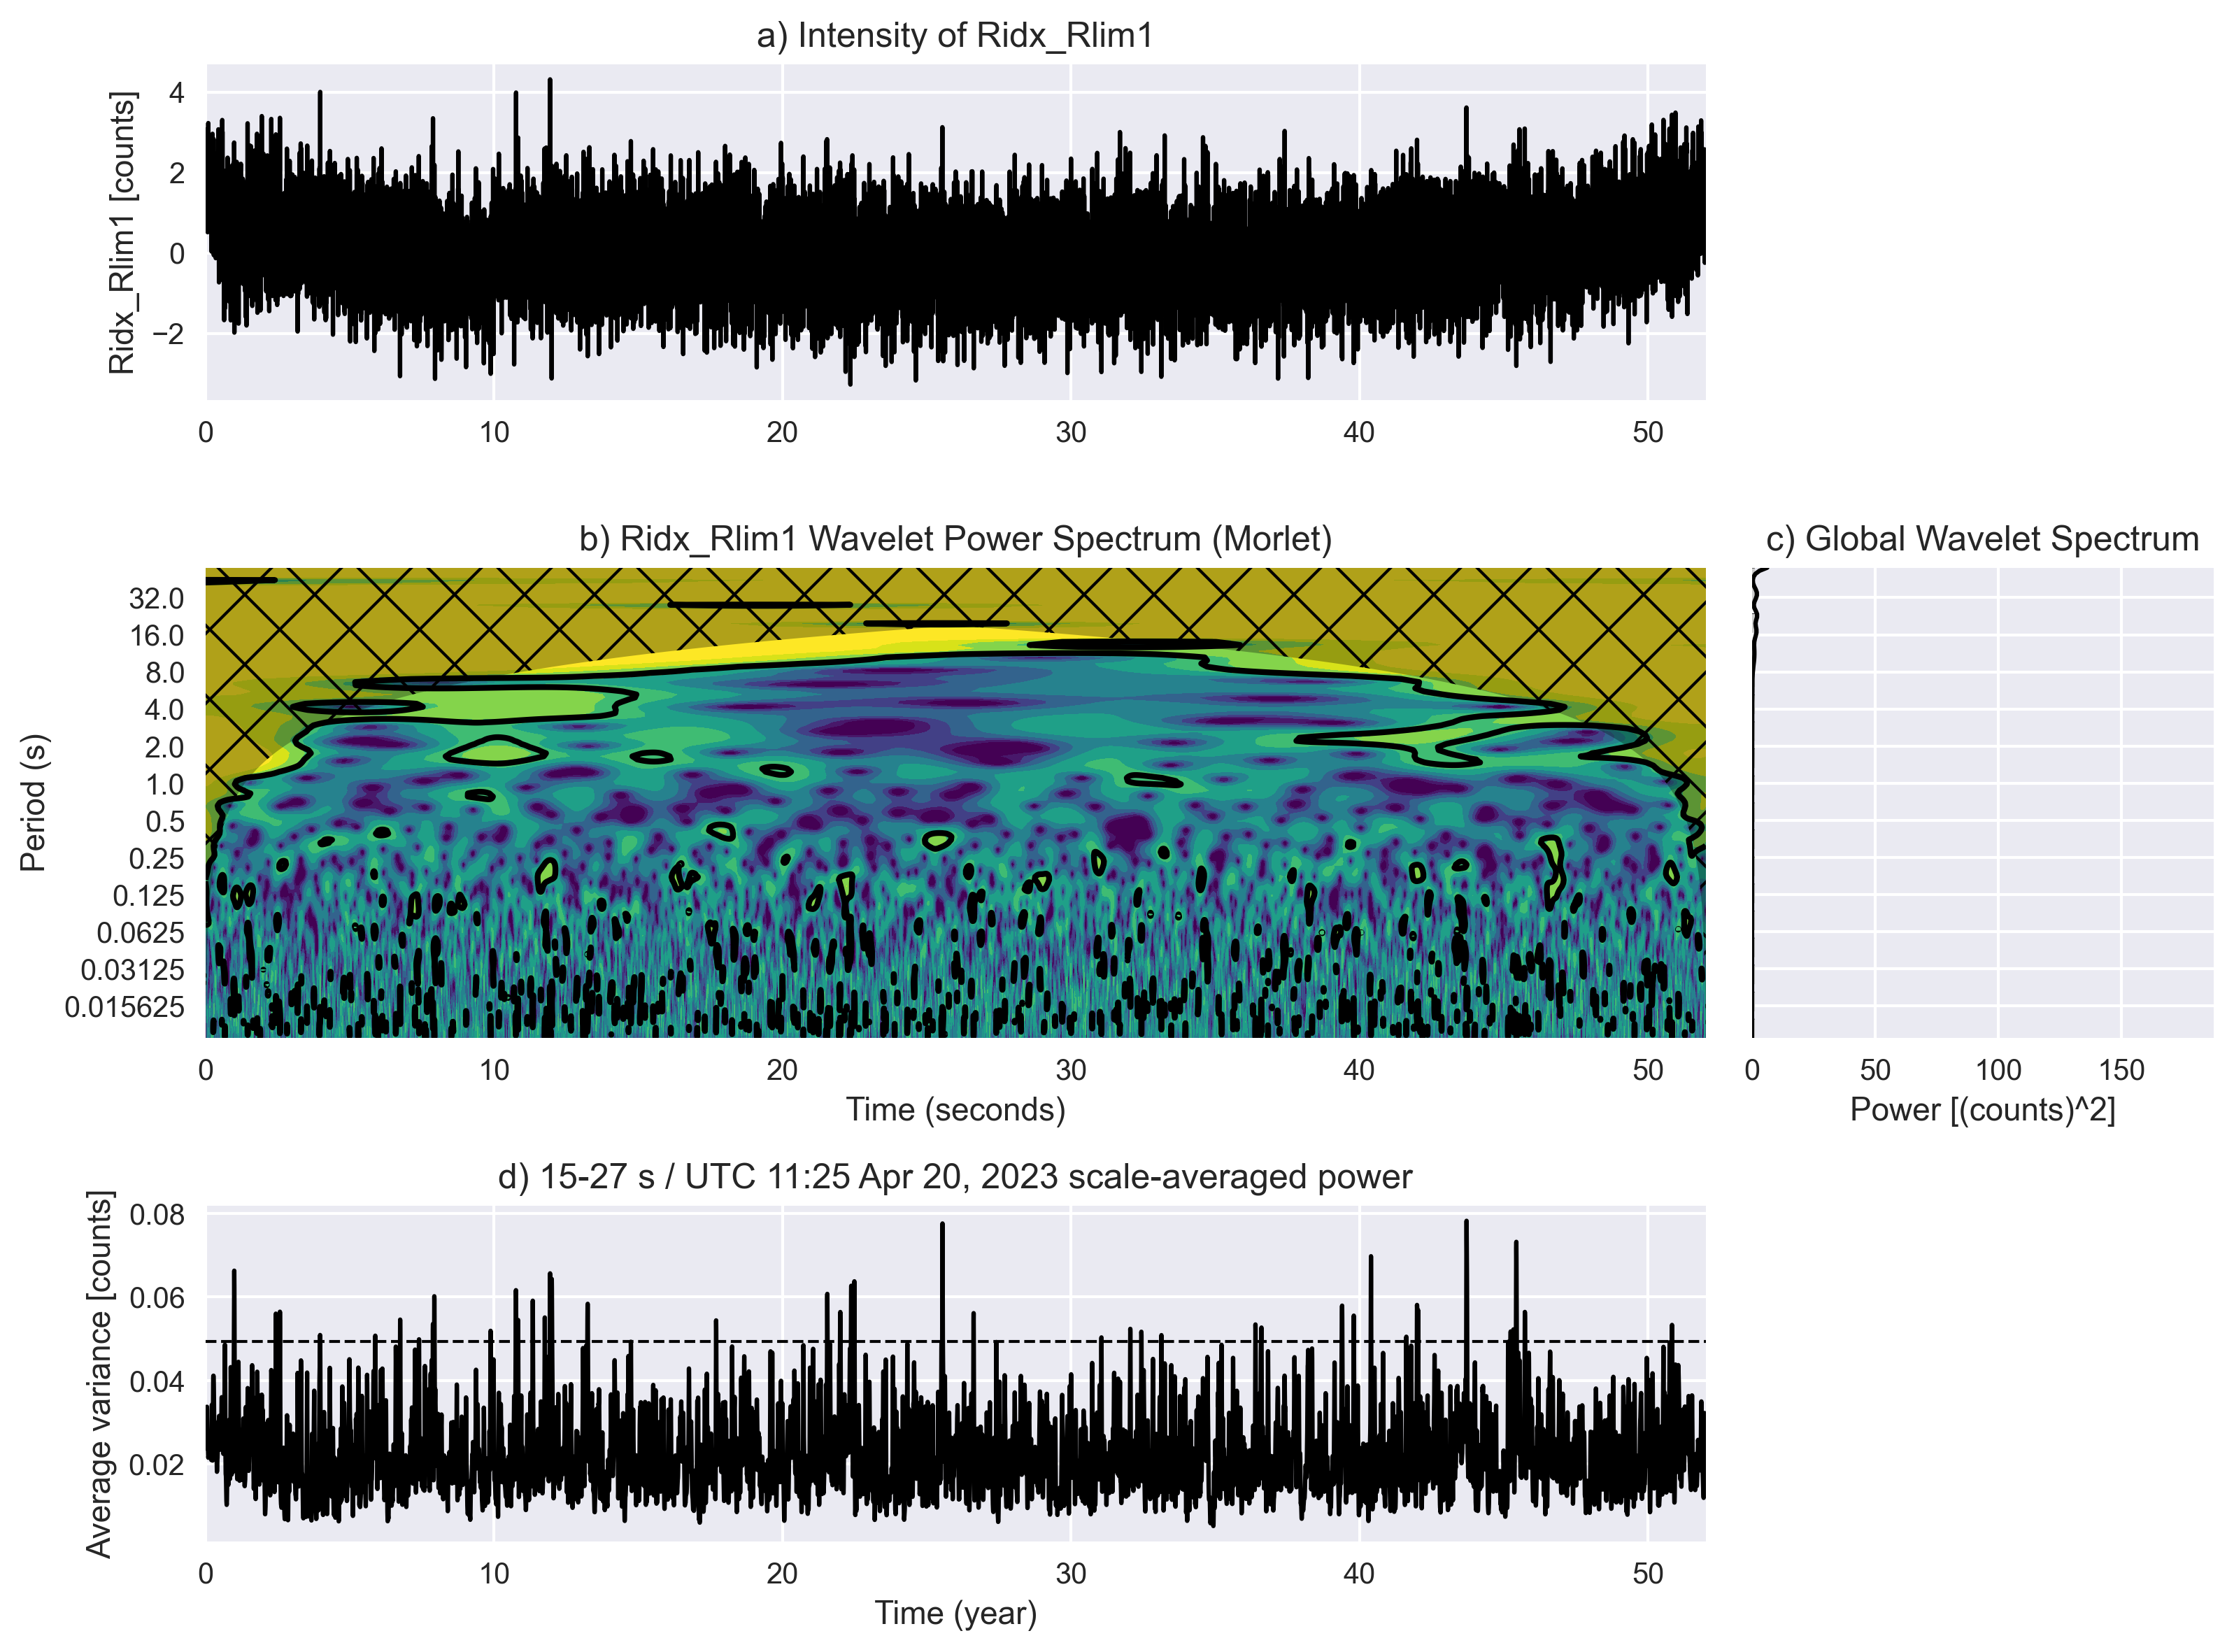 a) Intensity of Ridx_Rlim1
Ridx_Rlim1 [counts]
4
2
0
−2
0 10 20 30 40 50
b) Ridx_Rlim1 Wavelet Power Spectrum (Morlet)
Period (s)
32.0
16.0
8.0
4.0
2.0
1.0
0.5
0.25
0.125
0.0625
0.03125
0.015625
0 10 20 30 40 50
Time (seconds)
c) Global Wavelet Spectrum
0 50 100 150
Power [(counts)^2]
d) 15-27 s / UTC 11:25 Apr 20, 2023 scale-averaged power
Average variance [counts]
0.08
0.06
0.04
0.02
0 10 20 30 40 50
Time (year)